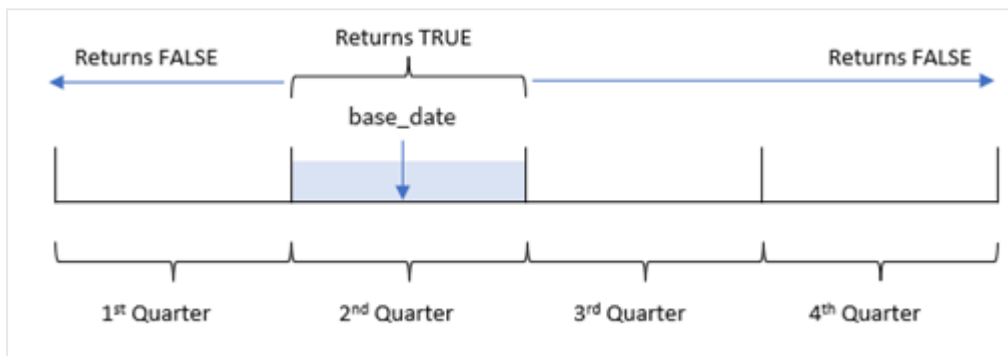 Returns TRUE
Returns FALSE
Returns FALSE
base_date
1st Quarter
2nd Quarter
3rd Quarter
4th Quarter